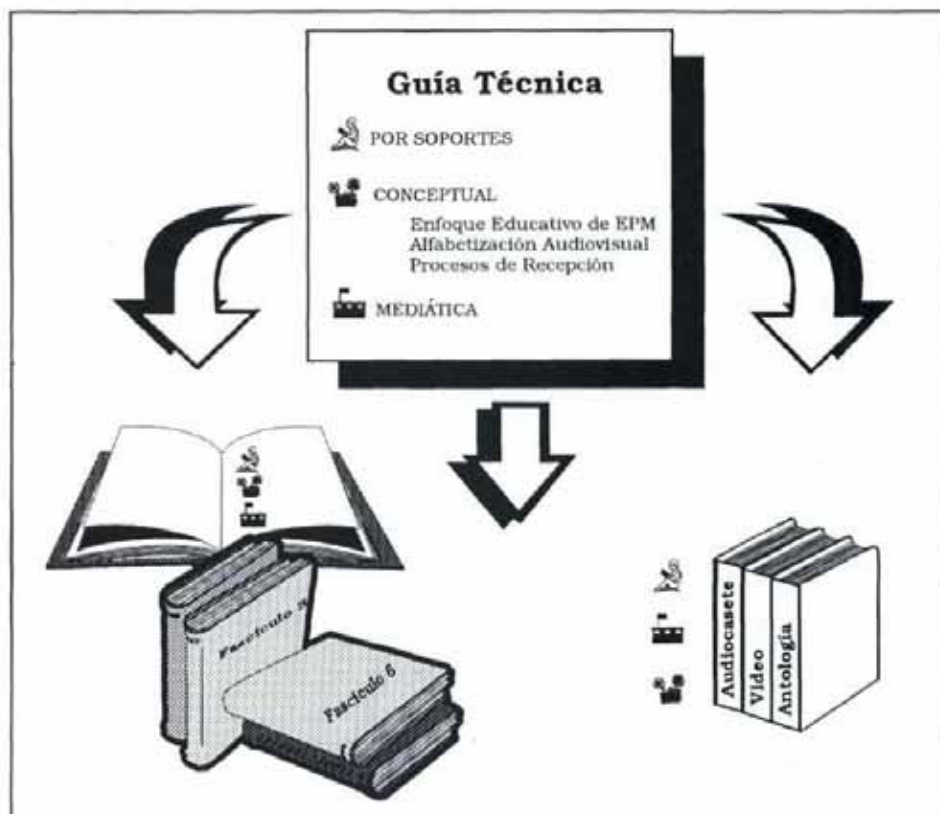 Guía Técnica
POR SOPORTES
CONCEPTUAL
Enfoque Educativo de EPM
Alfabetización Audiovisual
Procesos de Recepción
MEDIÁTICA
Fascículo
Fascículo 6
Audiocasete
Video
Antología